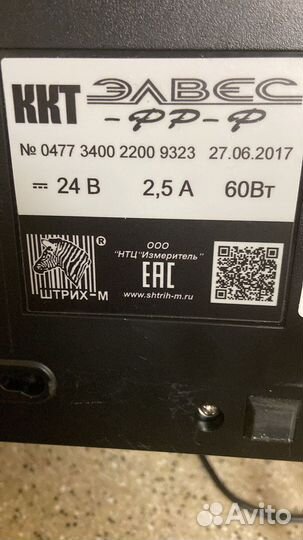 ККТ ЭЛВЕС
-ФР-Ф
№ 0477 3400 2200 9323 27.06.2017
24 В 2,5 А 60Вт
ШТРИХ-М
®
ООО
"НТЦ"Измеритель"
EAC
www.shtrih-m.ru
Avito